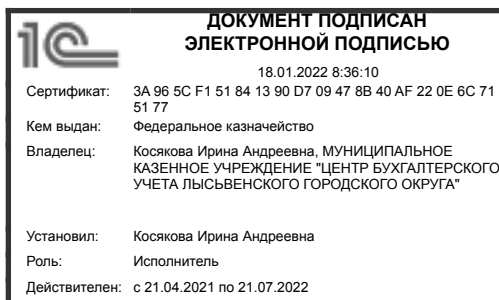 1С
ДОКУМЕНТ ПОДПИСАН
ЭЛЕКТРОННОЙ ПОДПИСЬЮ
18.01.2022 8:36:10
Сертификат: 3A 96 5C F1 51 84 13 90 D7 09 47 8B 40 AF 22 0E 6C 71
51 77
Кем выдан: Федеральное казначейство
Владелец: Косякова Ирина Андреевна, МУНИЦИПАЛЬНОЕ
КАЗЕННОЕ УЧРЕЖДЕНИЕ "ЦЕНТР БУХГАЛТЕРСКОГО
УЧЕТА ЛЫСЬВЕНСКОГО ГОРОДСКОГО ОКРУГА"
Установил: Косякова Ирина Андреевна
Роль: Исполнитель
Действителен: с 21.04.2021 по 21.07.2022